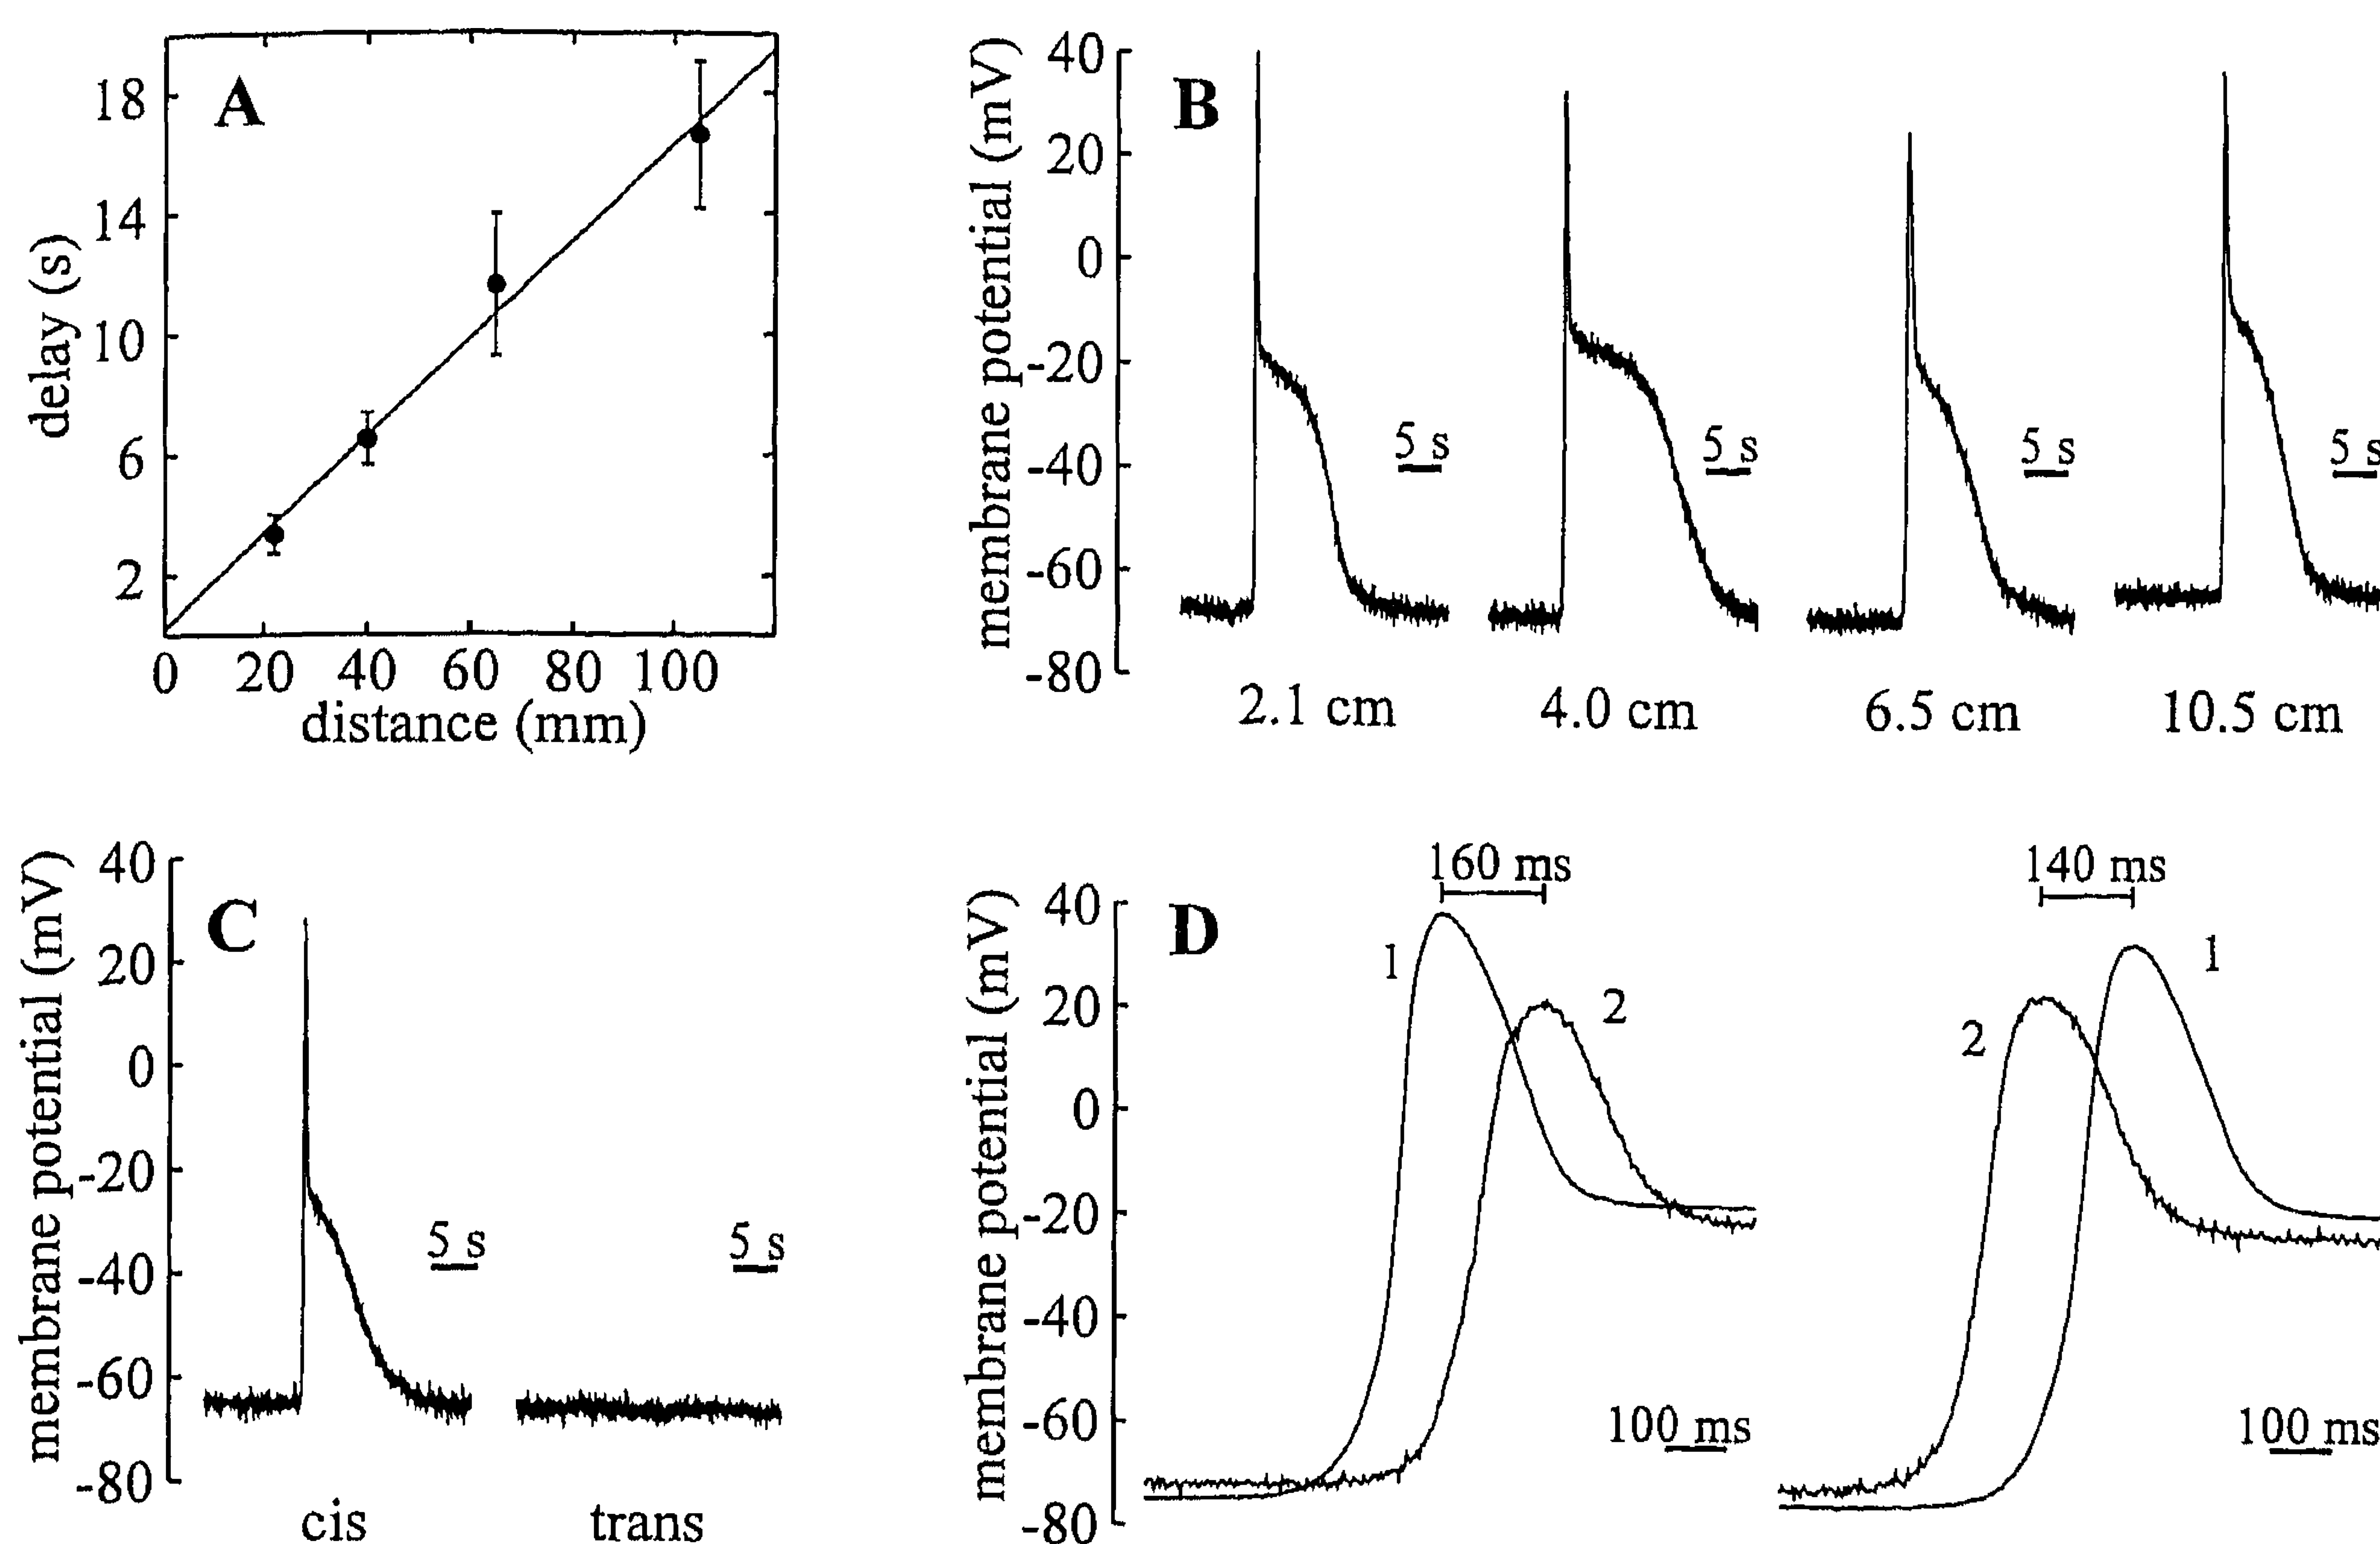 A
18
14
10
6
2
delay (s)
0 20 40 60 80 100
distance (mm)
B
40
20
0
-20
-40
-60
-80
membrane potential (mV)
5 s
5 s
5 s
5 s
2.1 cm
4.0 cm
6.5 cm
10.5 cm
C
40
20
0
-20
-40
-60
-80
membrane potential (mV)
5 s
5 s
cis
trans
D
40
20
0
-20
-40
-60
-80
membrane potential (mV)
160 ms
1
2
100 ms
140 ms
2
1
100 ms